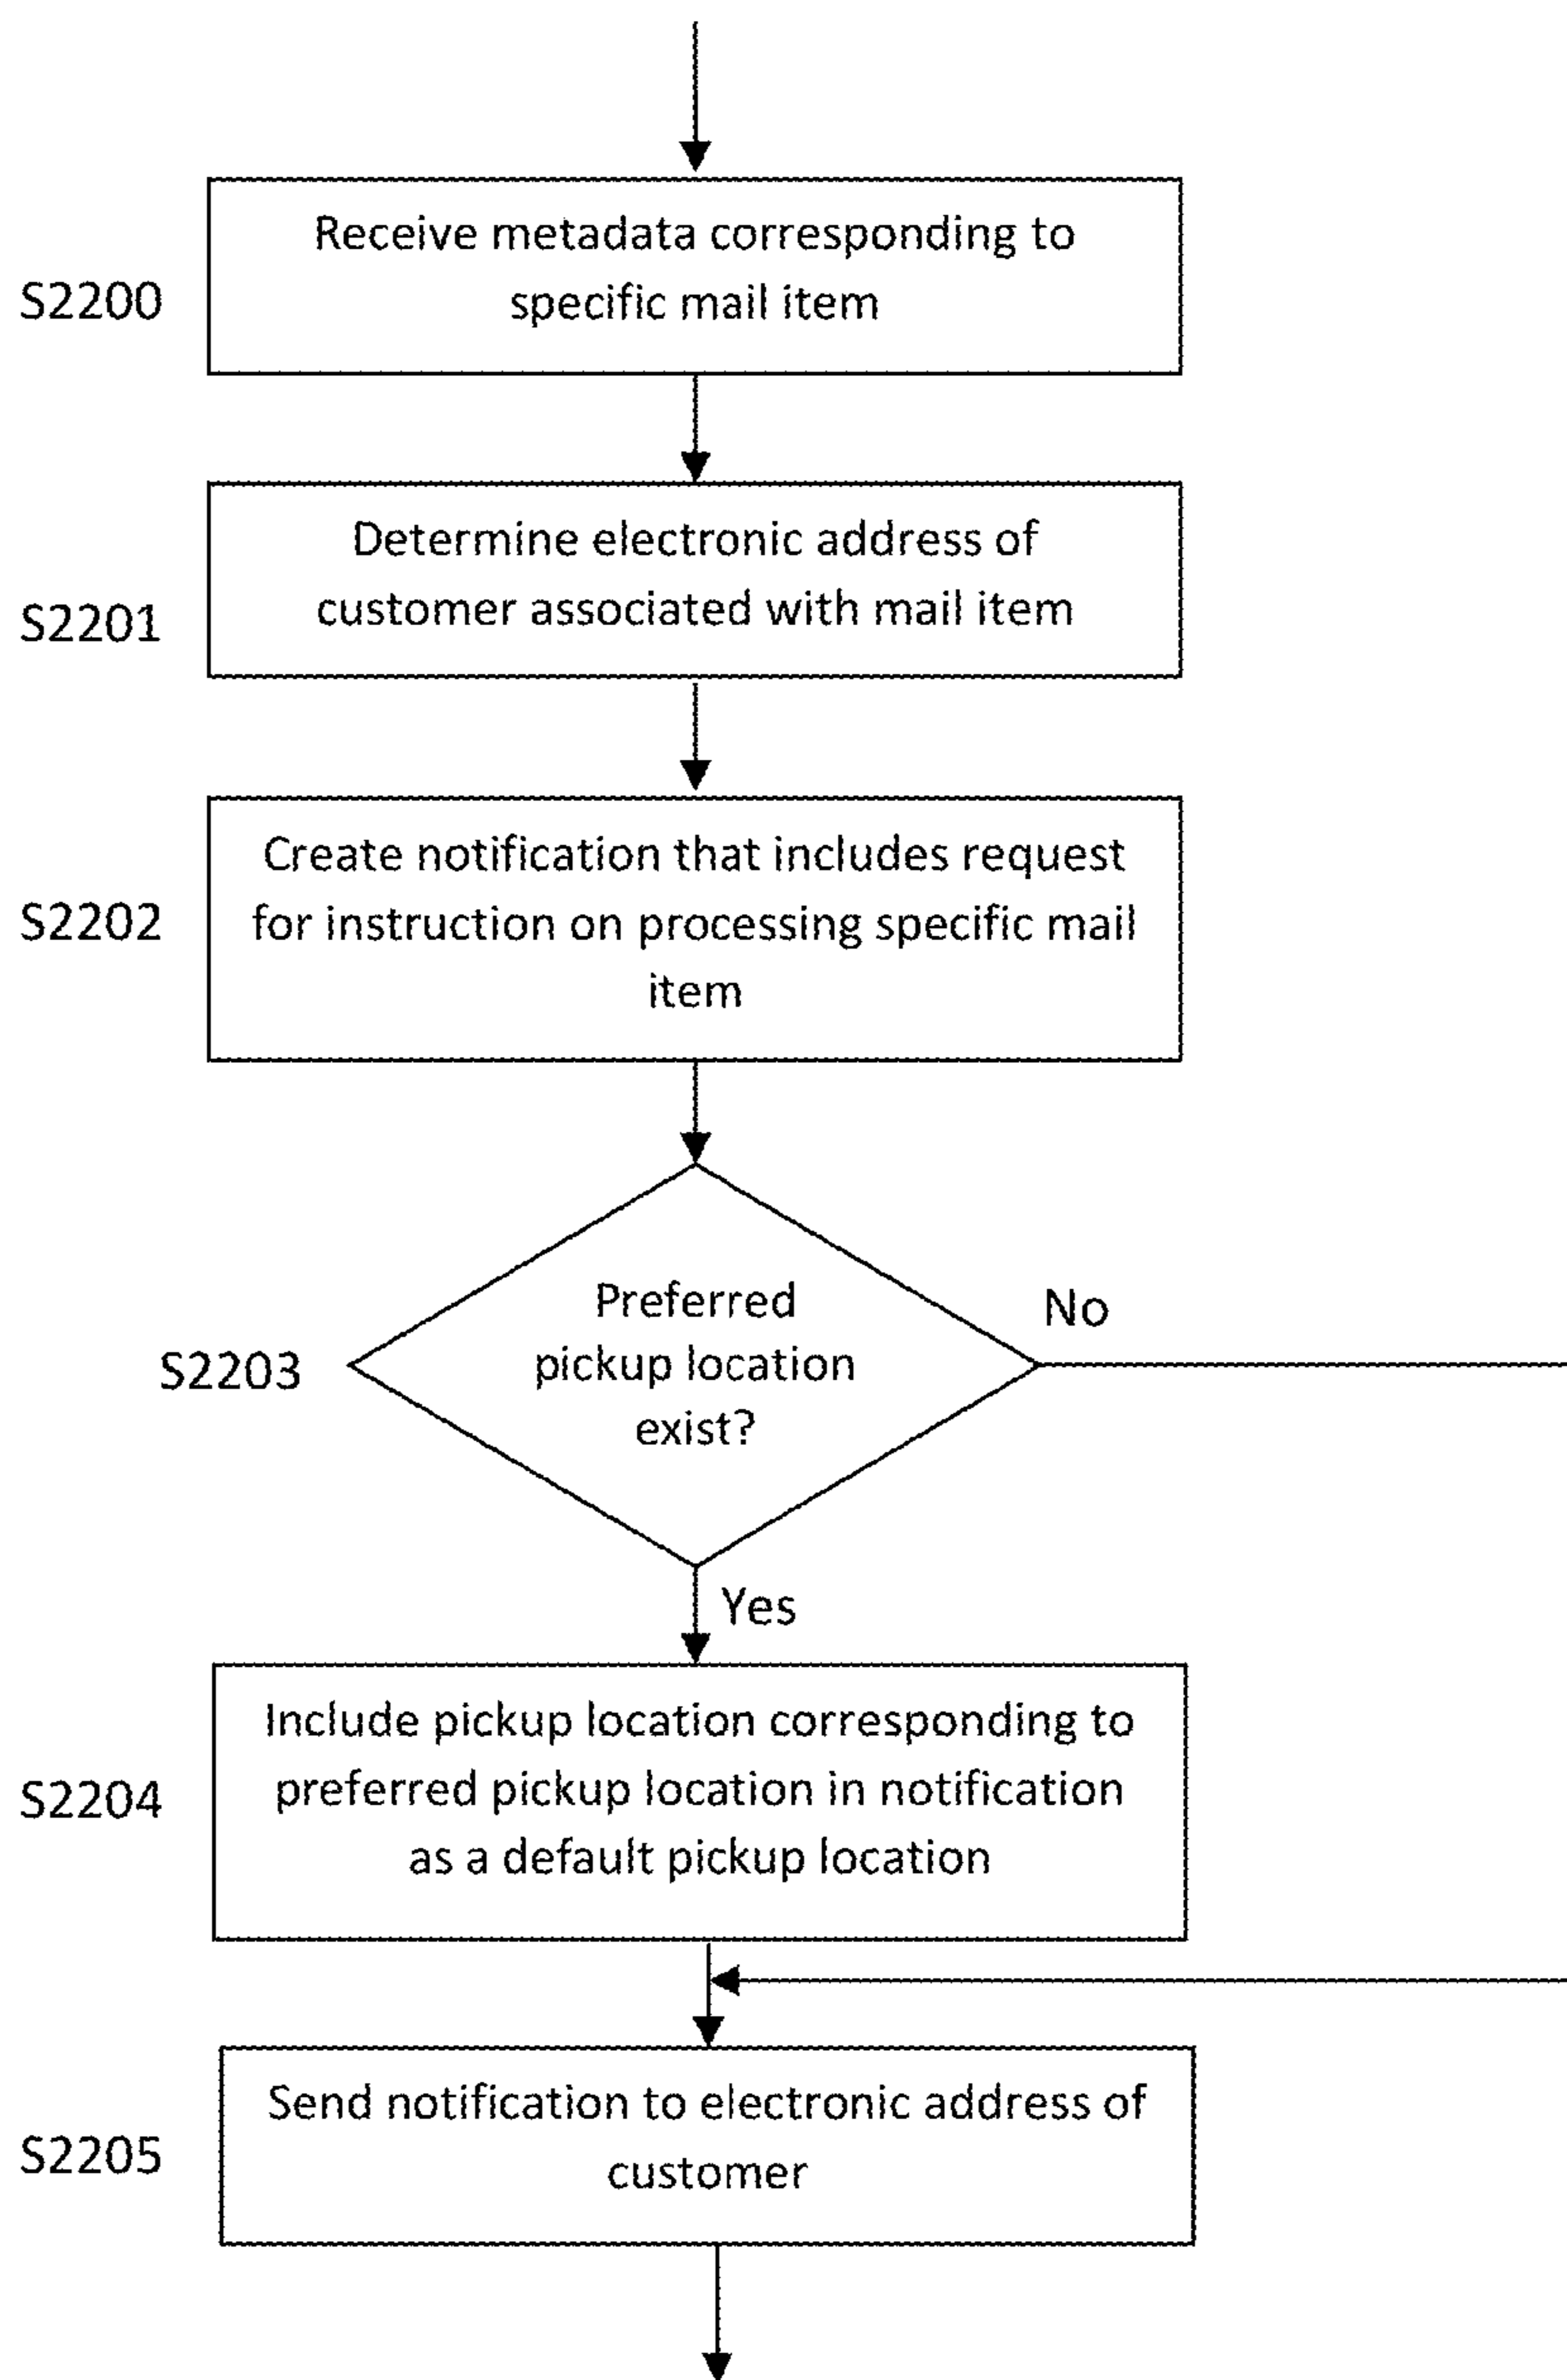 Receive metadata corresponding to
specific mail item
S2200
Determine electronic address of
customer associated with mail item
S2201
Create notification that includes request
for instruction on processing specific mail
item
S2202
Preferred
pickup location
exist?
No
S2203
Yes
Include pickup location corresponding to
preferred pickup location in notification
as a default pickup location
S2204
Send notification to electronic address of
customer
S2205